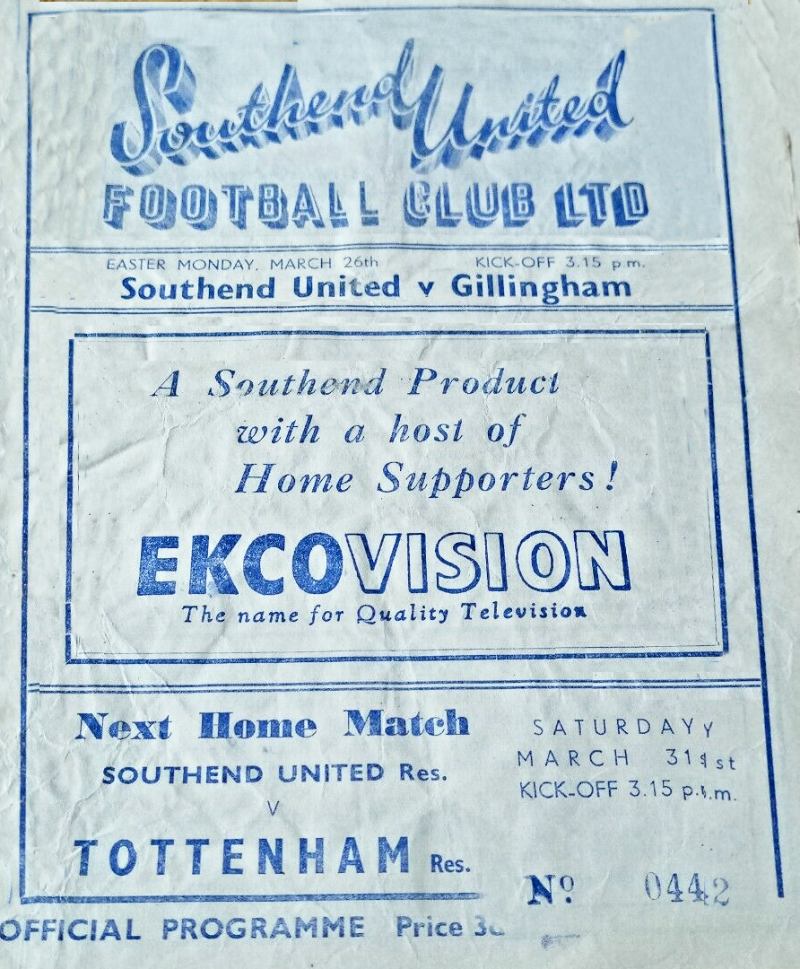 Southend United
FOOTBALL CLUB LTD
EASTER MONDAY, MARCH 26th KICK-OFF 3.15 p.m.
Southend United v Gillingham
A Southend Product
with a host of
Home Supporters!
EKCOVISION
The name for Quality Television
Next Home Match
SATURDAY
MARCH 31st
KICK-OFF 3.15 p.m.
SOUTHEND UNITED Res.
v
TOTTENHAM Res.
Nº 0442
OFFICIAL PROGRAMME Price